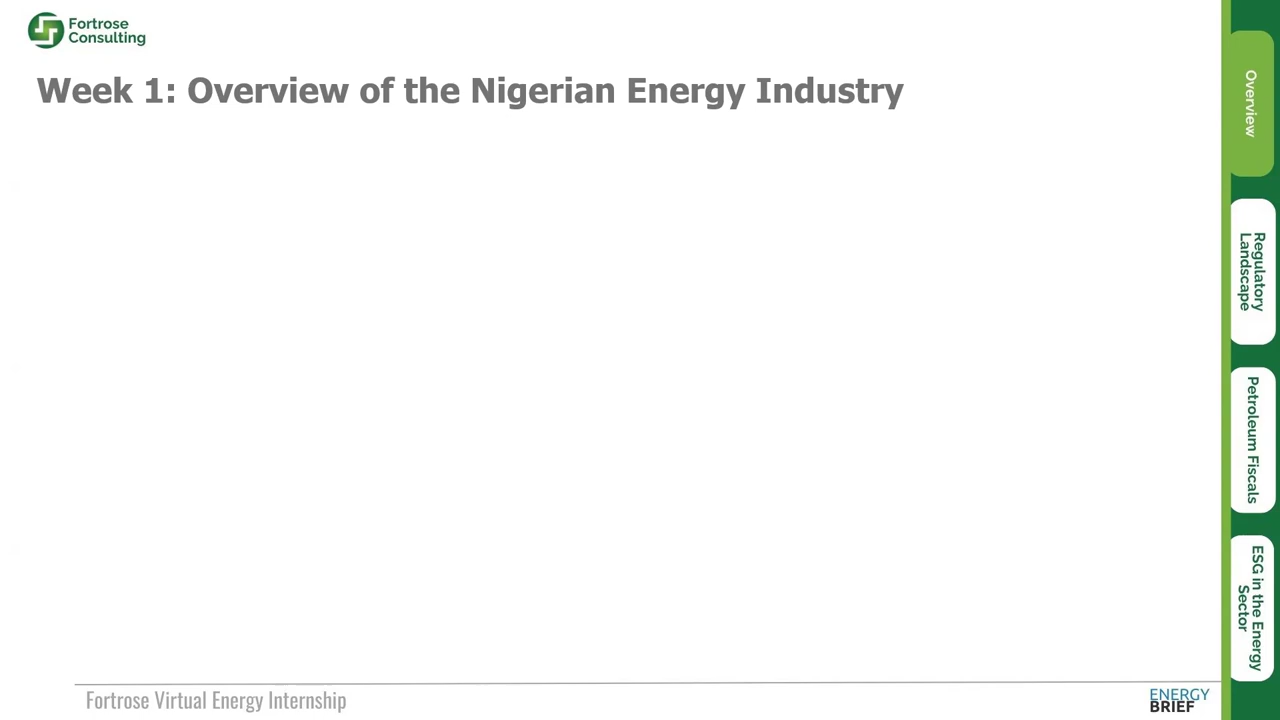 Fortrose
Consulting
Week 1: Overview of the Nigerian Energy Industry
Overview
Regulatory
Landscape
Petroleum Fiscals
ESG in the Energy
Sector
Fortrose Virtual Energy Internship
ENERGY
BRIEF